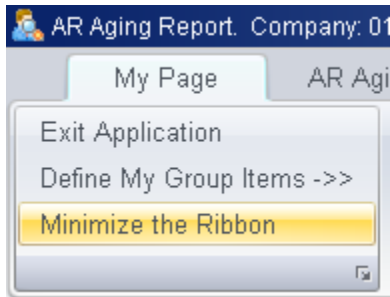 AR Aging Report. Company: 01
My Page AR Agi
Exit Application
Define My Group Items ->>
Minimize the Ribbon